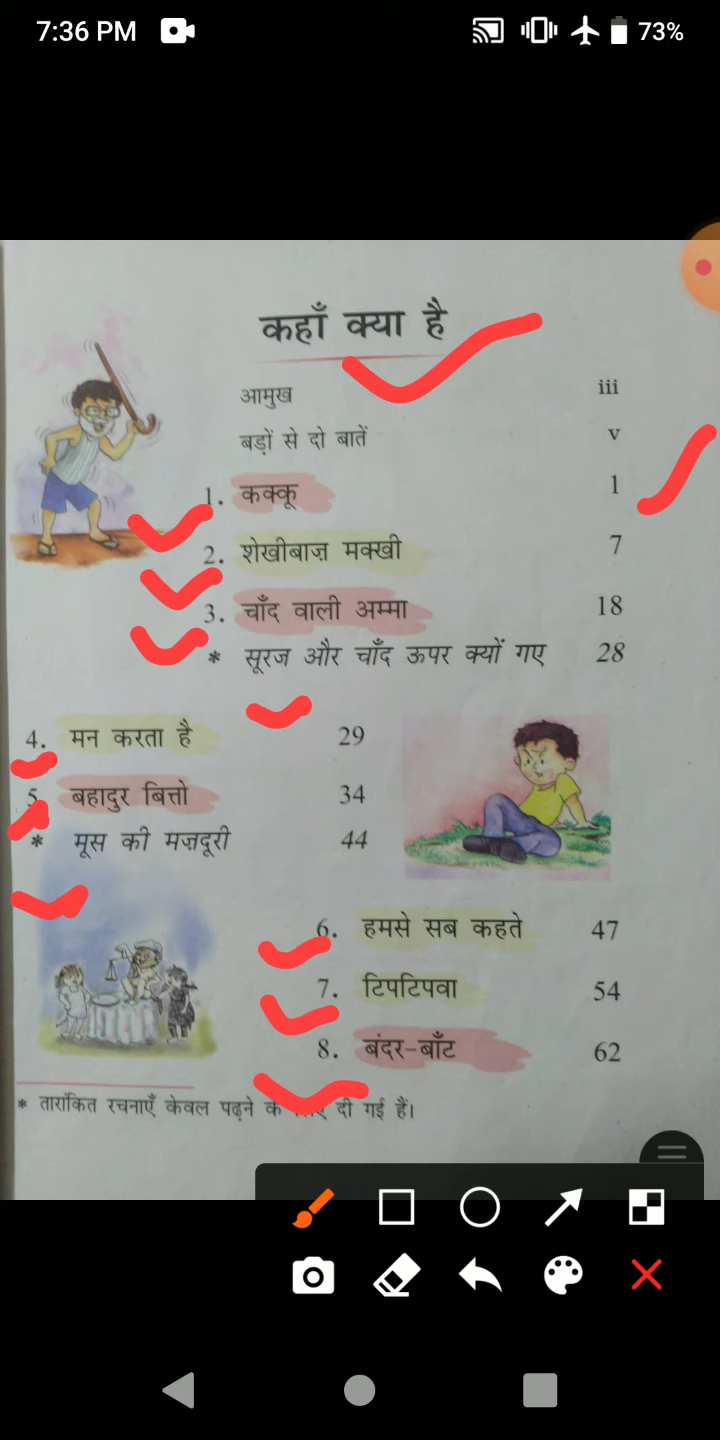 7:36 PM 73%
कहाँ क्या है
आमुख iii
बड़ों से दो बातें v
1. कक्कू 1
2. शेखीबाज़ मक्खी 7
3. चाँद वाली अम्मा 18
* सूरज और चाँद ऊपर क्यों गए 28
4. मन करता है 29
5. बहादुर बित्तो 34
* मूस की मज़दूरी 44
6. हमसे सब कहते 47
7. टिपटिपवा 54
8. बंदर-बाँट 62
* तारांकित रचनाएँ केवल पढ़ने के दी गई हैं।